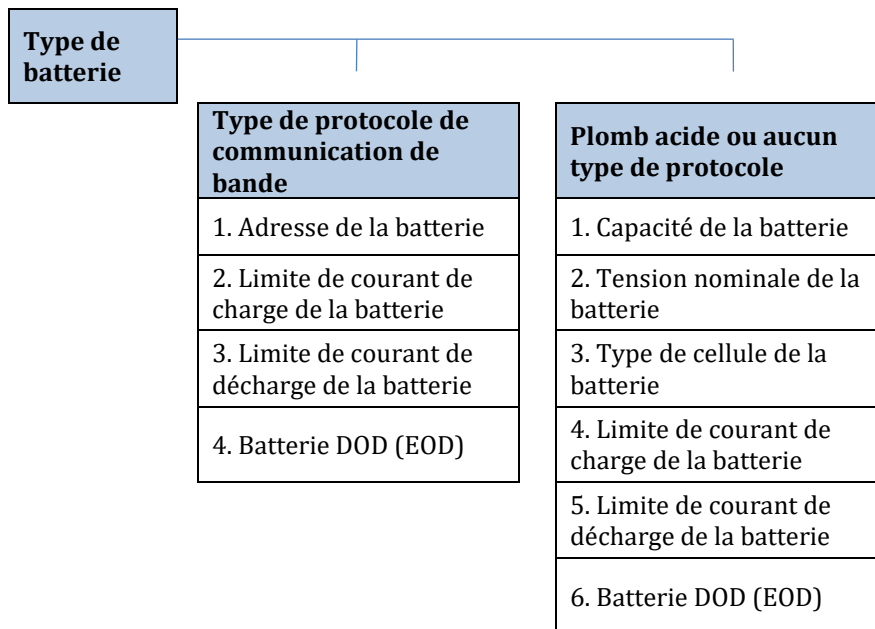 Type de
batterie
Type de protocole de
communication de
bande
1. Adresse de la batterie
2. Limite de courant de
charge de la batterie
3. Limite de courant de
décharge de la batterie
4. Batterie DOD (EOD)
Plomb acide ou aucun
type de protocole
1. Capacité de la batterie
2. Tension nominale de la
batterie
3. Type de cellule de la
batterie
4. Limite de courant de
charge de la batterie
5. Limite de courant de
décharge de la batterie
6. Batterie DOD (EOD)